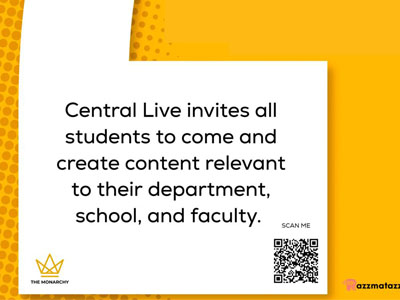 Central Live invites all
students to come and
create content relevant
to their department,
school, and faculty.
SCAN ME
THE MONARCHY
Razzmatazz